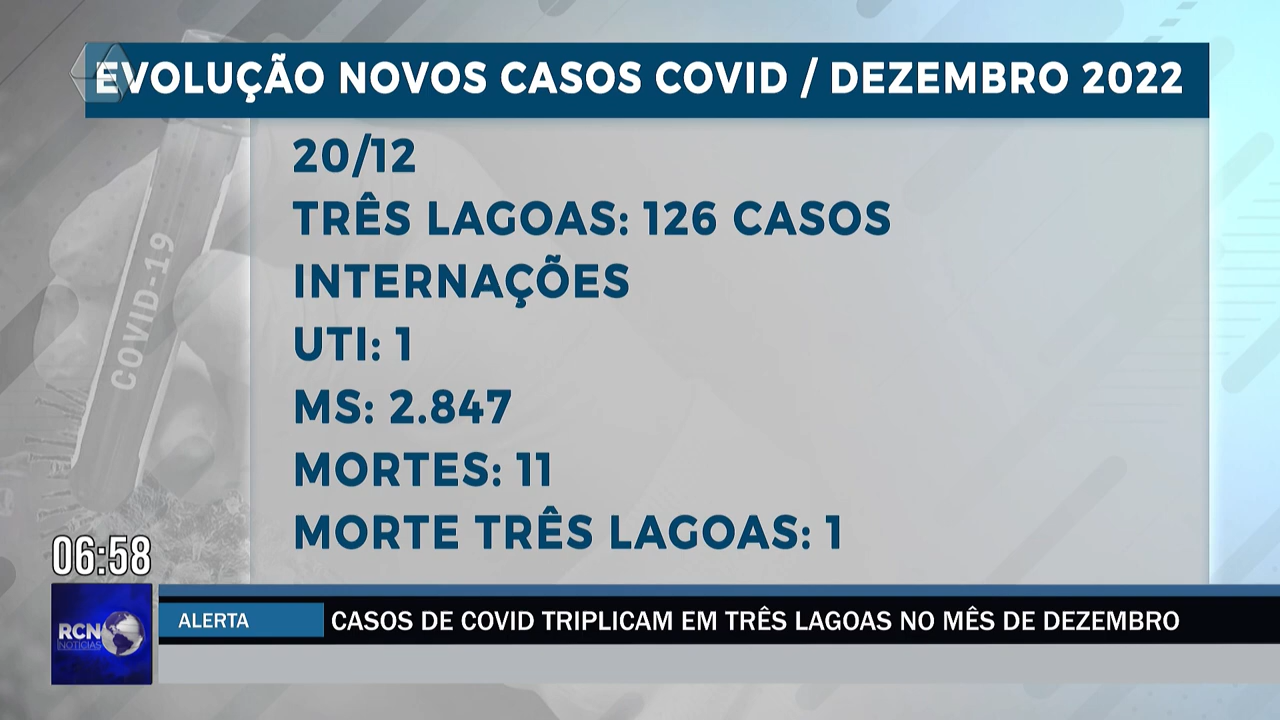 EVOLUÇÃO NOVOS CASOS COVID / DEZEMBRO 2022
20/12
TRÊS LAGOAS: 126 CASOS
INTERNAÇÕES
UTI: 1
MS: 2.847
MORTES: 11
MORTE TRÊS LAGOAS: 1
COVID-19
06:58
RCN
NOTÍCIAS
ALERTA
CASOS DE COVID TRIPLICAM EM TRÊS LAGOAS NO MÊS DE DEZEMBRO